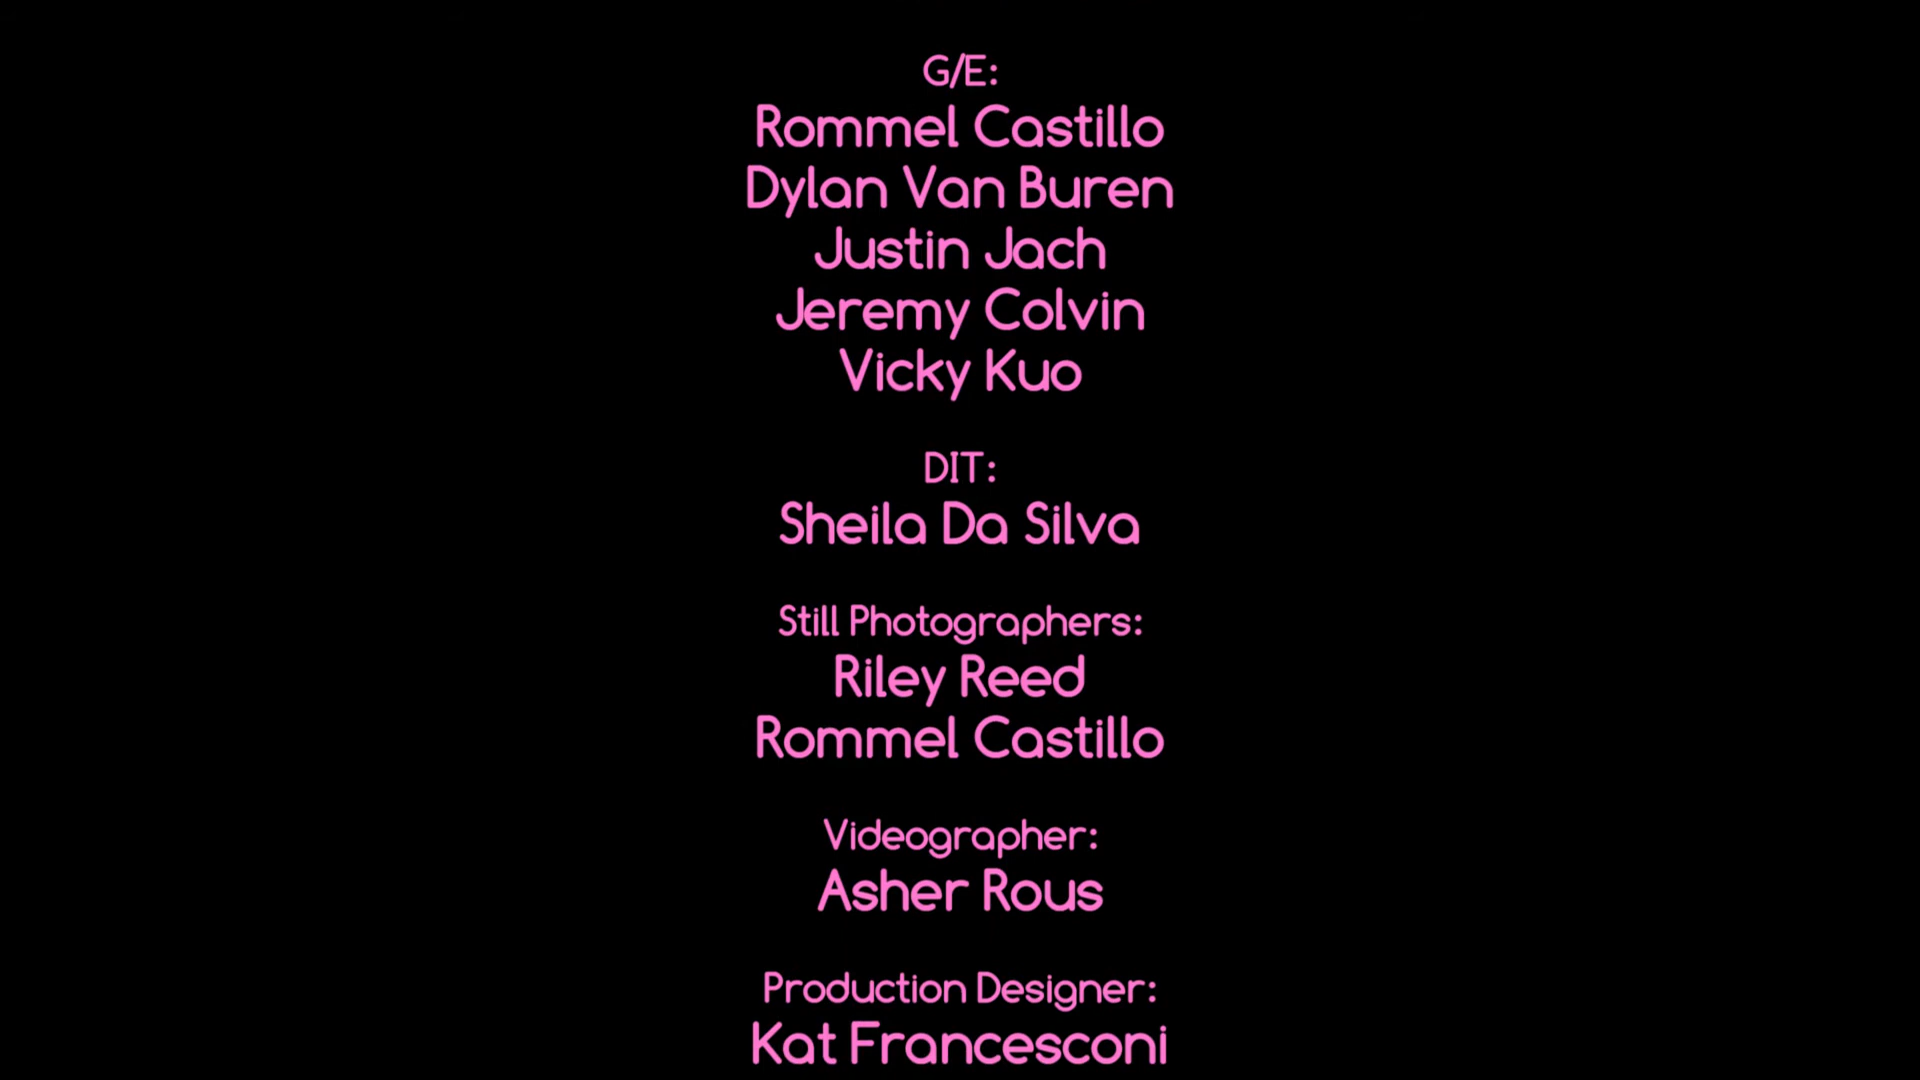 G/E:
Rommel Castillo
Dylan Van Buren
Justin Jach
Jeremy Colvin
Vicky Kuo
DIT:
Sheila Da Silva
Still Photographers:
Riley Reed
Rommel Castillo
Videographer:
Asher Rous
Production Designer:
Kat Francesconi